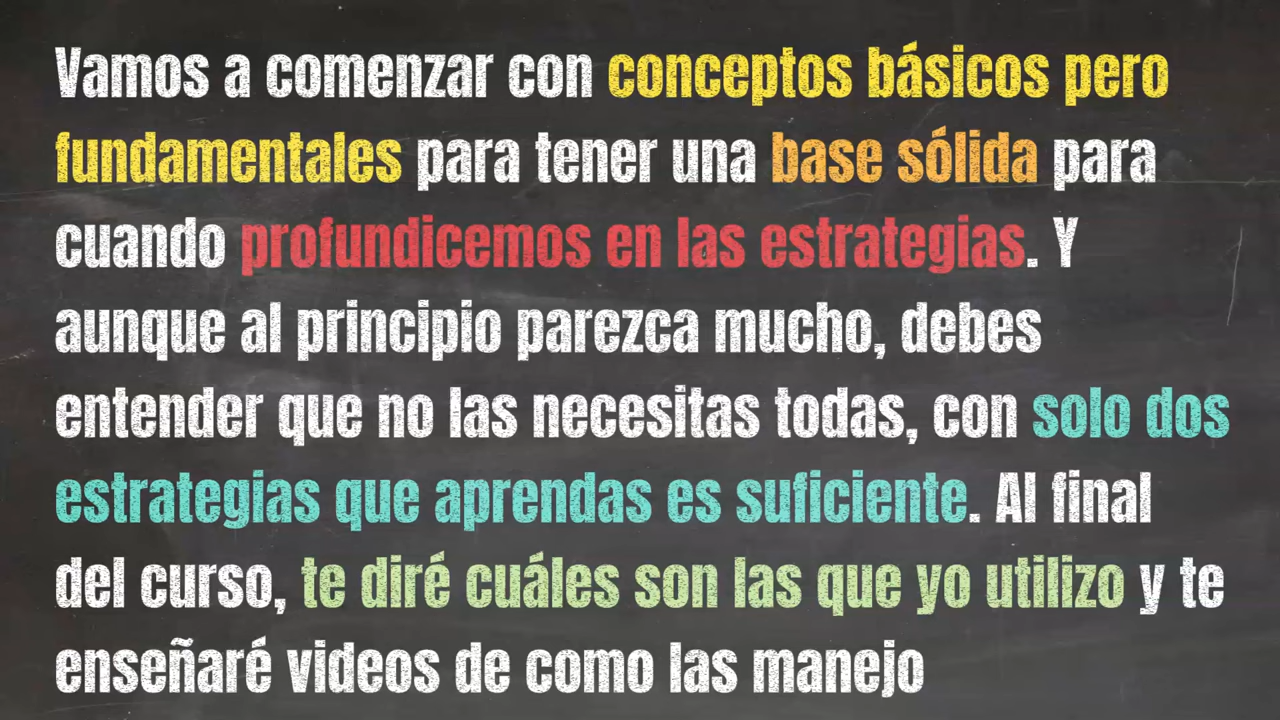 Vamos a comenzar con conceptos básicos pero
fundamentales para tener una base sólida para
cuando profundicemos en las estrategias. Y
aunque al principio parezca mucho, debes
entender que no las necesitas todas, con solo dos
estrategias que aprendas es suficiente. Al final
del curso, te diré cuáles son las que yo utilizo y te
enseñaré videos de como las manejo